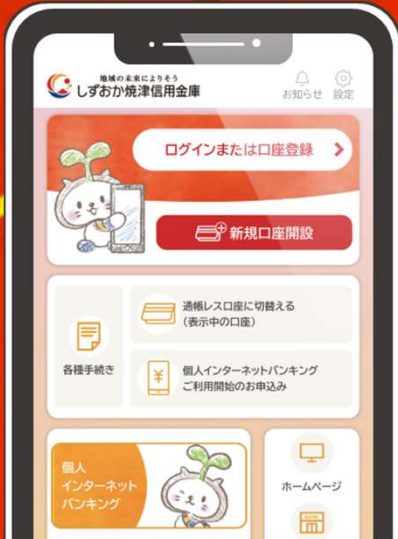 地域の未来によりそう
しずおか焼津信用金庫
お知らせ 設定
ログインまたは口座登録
新規口座開設
各種手続き
通帳レス口座に切替える
(表示中の口座)
¥
個人インターネットバンキング
ご利用開始のお申込み
個人
インターネット
バンキング
ホームページ